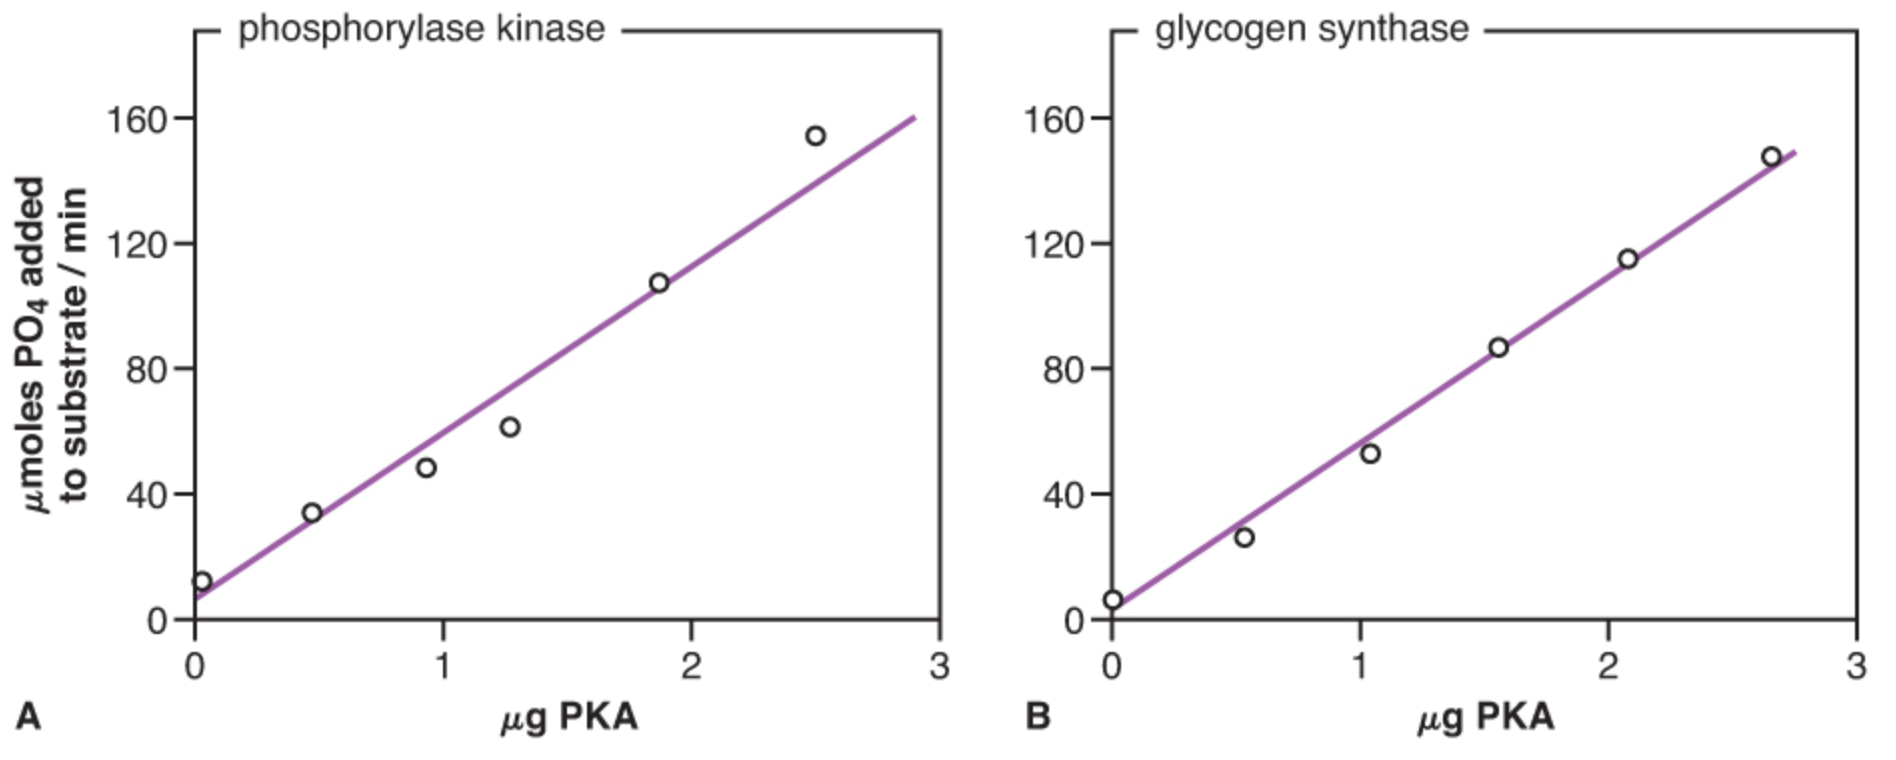 phosphorylase kinase
μmoles PO4 added
to substrate / min
160
120
80
40
0
0 1 2 3
A μg PKA
glycogen synthase
160
120
80
40
0
0 1 2 3
B μg PKA